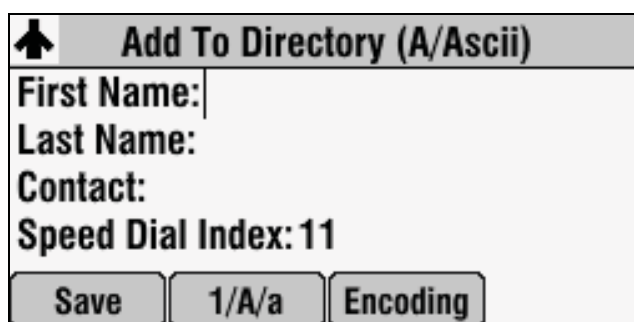 Add To Directory (A/Ascii)
First Name:
Last Name:
Contact:
Speed Dial Index: 11
Save 1/A/a Encoding